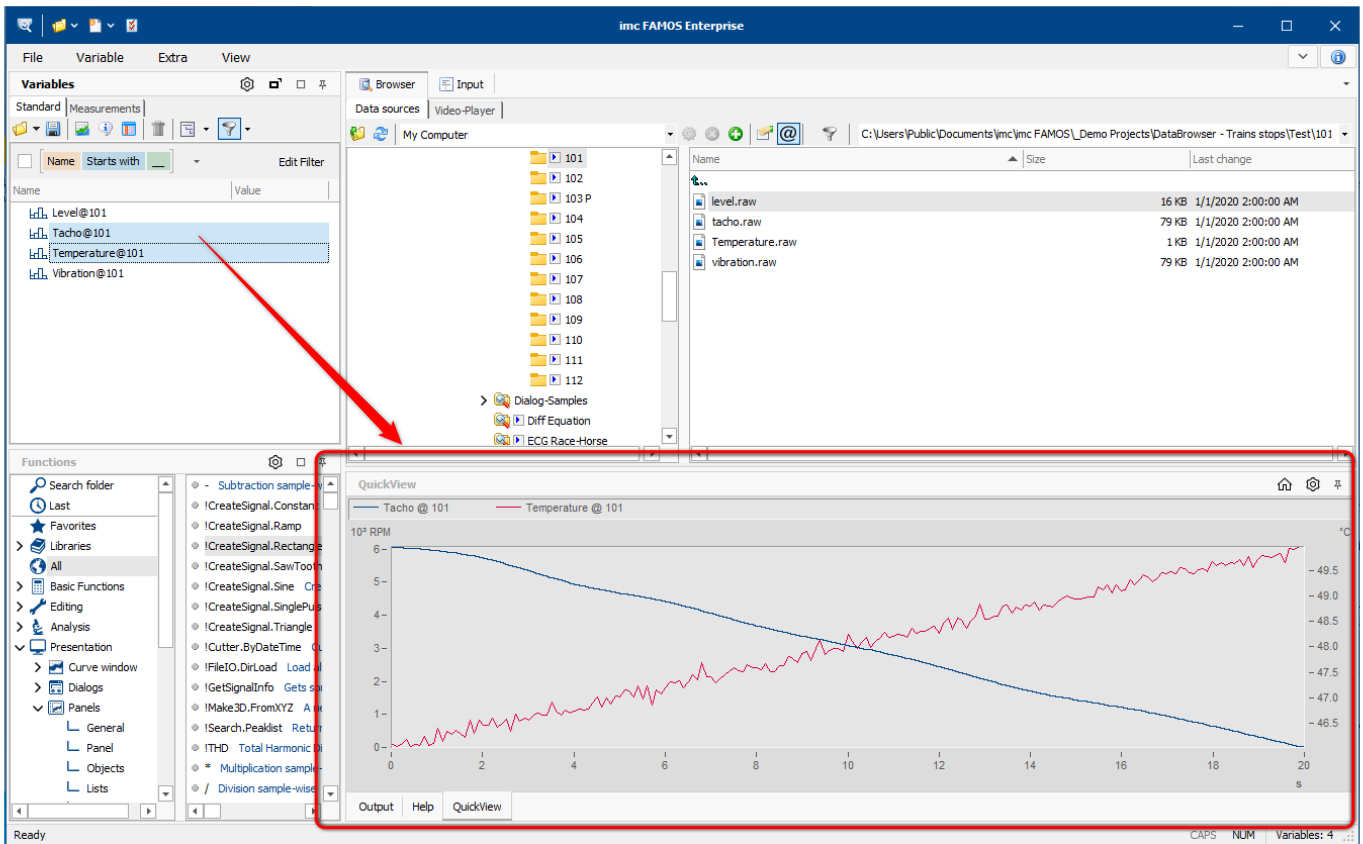 imc FAMOS Enterprise
File Variable Extra View
Variables
Standard Measurements
Name Starts with __ Edit Filter
Name Value
Level@101
Tacho@101
Temperature@101
Vibration@101
Browser Input
Data sources Video-Player
My Computer
C:\Users\Public\Documents\imc\imc FAMOS\_Demo Projects\DataBrowser - Trains stops\Test\101
101
102
103 P
104
105
106
107
108
109
110
111
112
Dialog-Samples
Diff Equation
ECG Race-Horse
Name Size Last change
level.raw 16 KB 1/1/2020 2:00:00 AM
tacho.raw 79 KB 1/1/2020 2:00:00 AM
Temperature.raw 1 KB 1/1/2020 2:00:00 AM
vibration.raw 79 KB 1/1/2020 2:00:00 AM
Functions
Search folder
Last
Favorites
Libraries
All
Basic Functions
Editing
Analysis
Presentation
Curve window
Dialogs
Panels
General
Panel
Objects
Lists
- Subtraction sample-w
!CreateSignal.Constant
!CreateSignal.Ramp
!CreateSignal.Rectangle
!CreateSignal.SawTooth
!CreateSignal.Sine Cre
!CreateSignal.SinglePuls
!CreateSignal.Triangle
!Cutter.ByDateTime
!FileIO.DirLoad Load al
!GetSignalInfo Gets so
!Make3D.FromXYZ A ne
!Search.Peaklist Return
!THD Total Harmonic Di
* Multiplication sample-
/ Division sample-wise
QuickView
Tacho @ 101 Temperature @ 101
10³ RPM °C
6
5
4
3
2
1
0
49.5
49.0
48.5
48.0
47.5
47.0
46.5
0 2 4 6 8 10 12 14 16 18 20
s
Output Help QuickView
Ready CAPS NUM Variables: 4